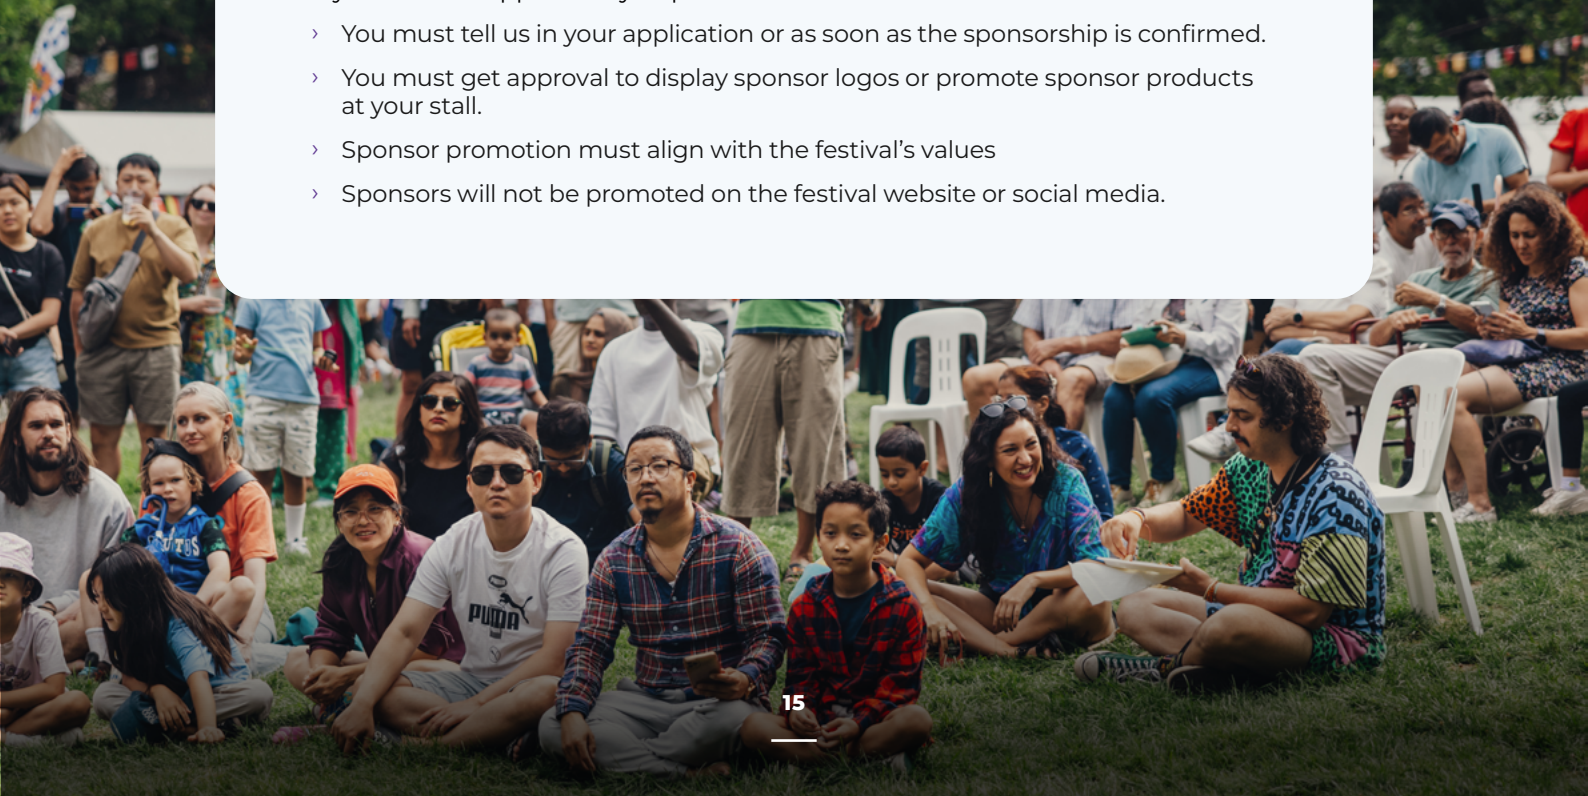 › You must tell us in your application or as soon as the sponsorship is confirmed.
› You must get approval to display sponsor logos or promote sponsor products
at your stall.
› Sponsor promotion must align with the festival’s values
› Sponsors will not be promoted on the festival website or social media.
PUMA
15